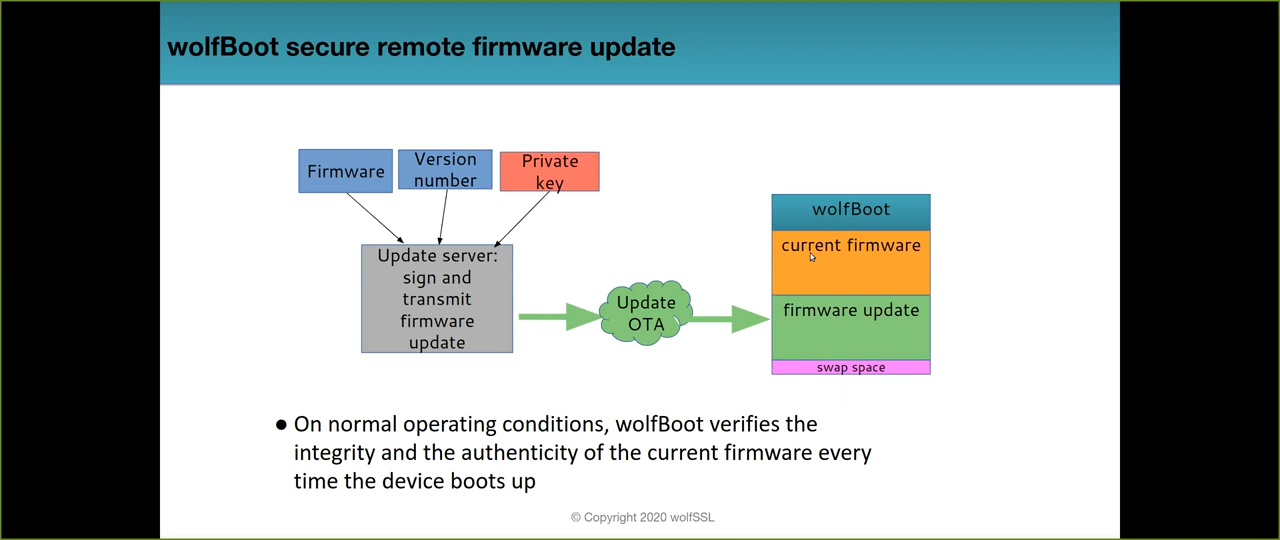 wolfBoot secure remote firmware update
Firmware
Version
number
Private
key
Update server:
sign and
transmit
firmware
update
Update
OTA
wolfBoot
current firmware
firmware update
swap space
● On normal operating conditions, wolfBoot verifies the
integrity and the authenticity of the current firmware every
time the device boots up
© Copyright 2020 wolfSSL